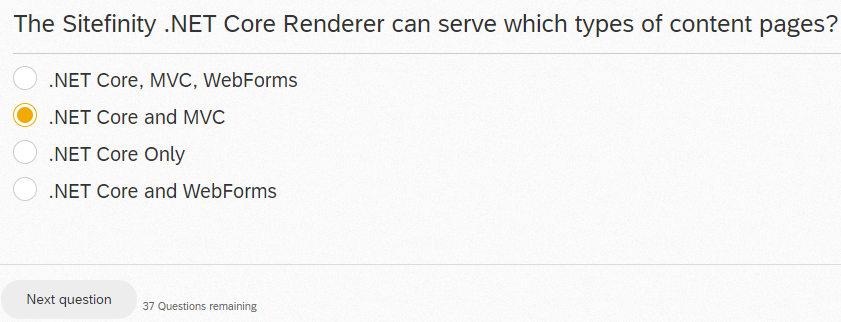 The Sitefinity .NET Core Renderer can serve which types of content pages?
.NET Core, MVC, WebForms
.NET Core and MVC
.NET Core Only
.NET Core and WebForms
Next question
37 Questions remaining